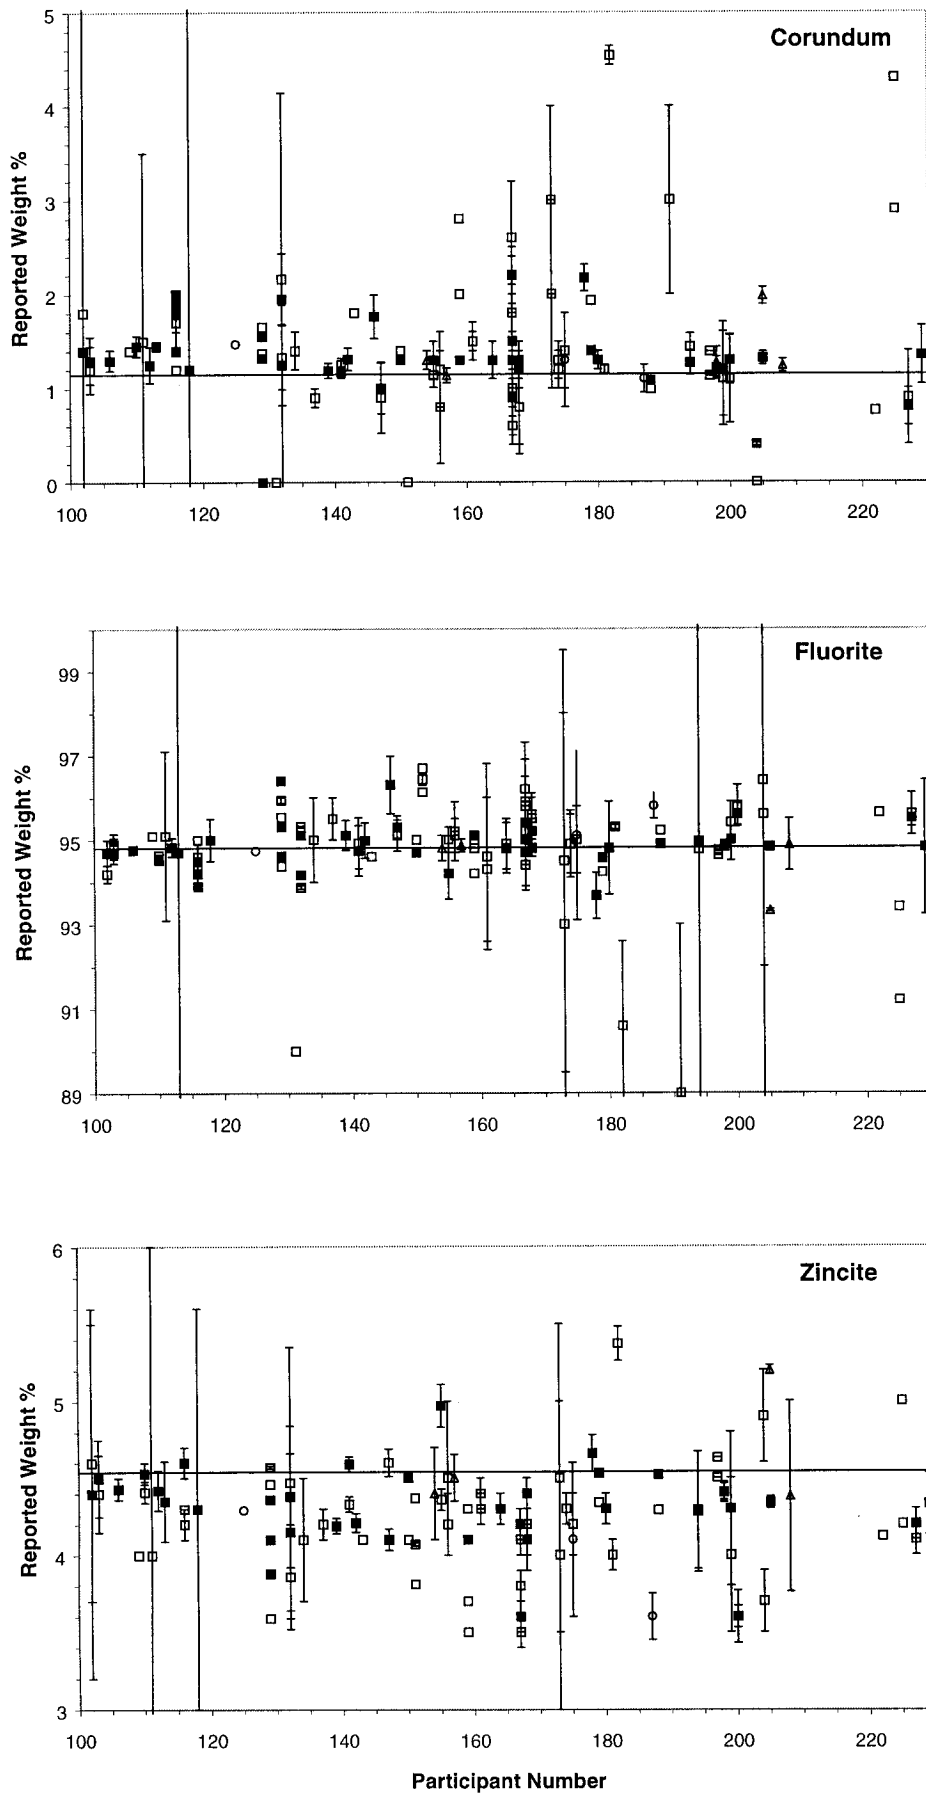 Corundum
5
4
3
2
1
0
Reported Weight %
100 120 140 160 180 200 220
Fluorite
99
97
95
93
91
89
Reported Weight %
100 120 140 160 180 200 220
Zincite
6
5
4
3
Reported Weight %
100 120 140 160 180 200 220
Participant Number